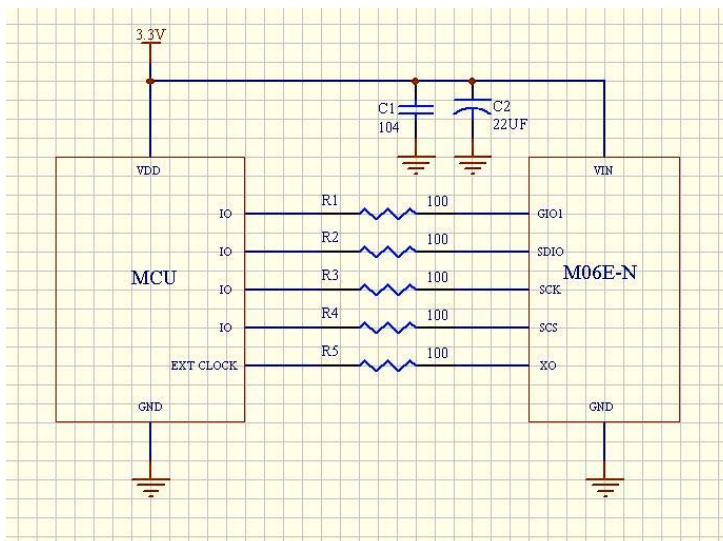 3.3V
C1
104
C2
22UF
VDD
VIN
IO
R1
100
GIO1
IO
R2
100
SDIO
MCU
M06E-N
IO
R3
100
SCK
IO
R4
100
SCS
EXT CLOCK
R5
100
XO
GND
GND